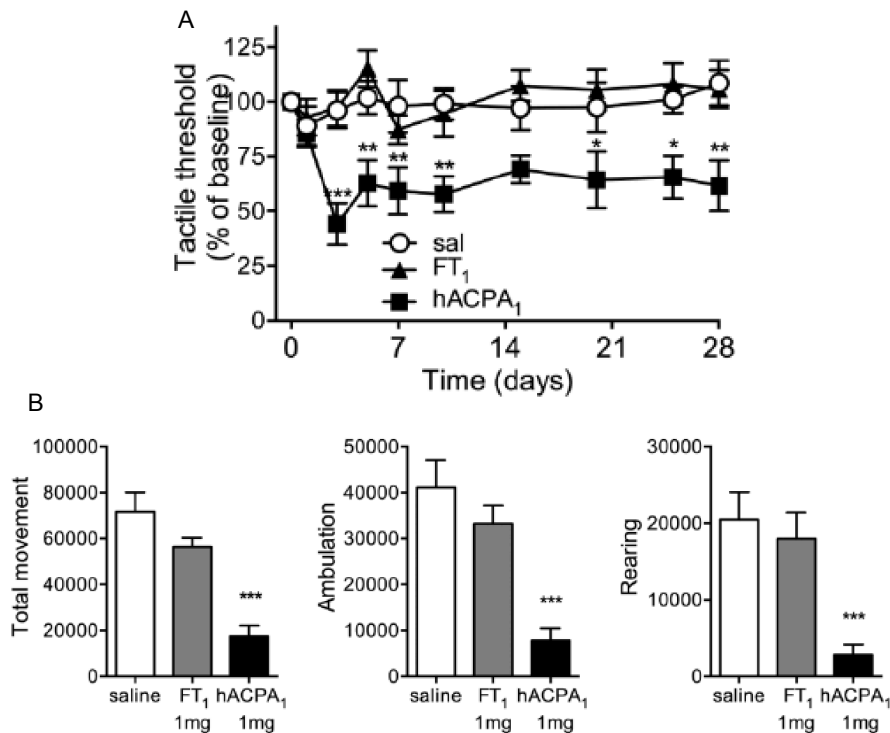 A
Tactile threshold
(% of baseline)
125
100
75
50
25
0
***
**
**
**
*
*
**
sal
FT1
hACPA1
0 7 14 21 28
Time (days)
B
Total movement
100000
80000
60000
40000
20000
0
***
saline FT1 hACPA1
1mg 1mg
Ambulation
50000
40000
30000
20000
10000
0
***
saline FT1 hACPA1
1mg 1mg
Rearing
30000
20000
10000
0
***
saline FT1 hACPA1
1mg 1mg